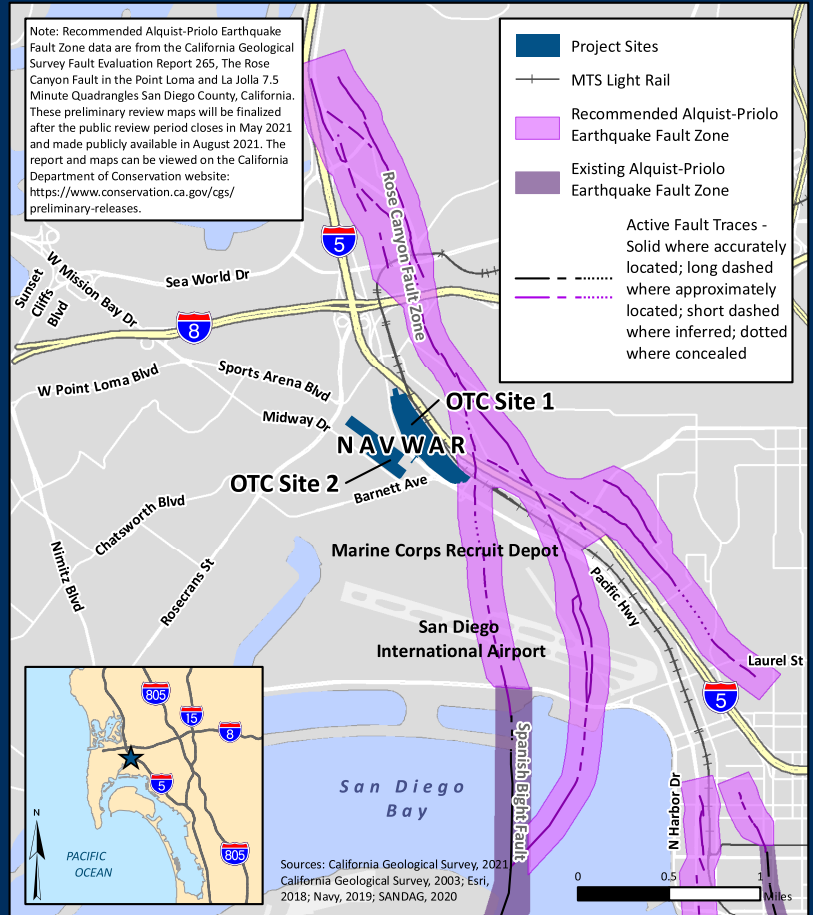 Note: Recommended Alquist-Priolo Earthquake
Fault Zone data are from the California Geological
Survey Fault Evaluation Report 265, The Rose
Canyon Fault in the Point Loma and La Jolla 7.5
Minute Quadrangles San Diego County, California.
These preliminary review maps will be finalized
after the public review period closes in May 2021
and made publicly available in August 2021. The
report and maps can be viewed on the California
Department of Conservation website:
https://www.conservation.ca.gov/cgs/
preliminary-releases.
Project Sites
MTS Light Rail
Recommended Alquist-Priolo
Earthquake Fault Zone
Existing Alquist-Priolo
Earthquake Fault Zone
Active Fault Traces -
Solid where accurately
located; long dashed
where approximately
located; short dashed
where inferred; dotted
where concealed
Rose Canyon Fault Zone
5
W Mission Bay Dr
Sea World Dr
Sunset
Cliffs
Blvd
8
W Point Loma Blvd
Sports Arena Blvd
Midway Dr
OTC Site 1
NAVWAR
OTC Site 2
Barnett Ave
Chatsworth Blvd
Nimitz Blvd
Rosecrans St
Marine Corps Recruit Depot
Pacific Hwy
San Diego
International Airport
Laurel St
5
Spanish Bight Fault
San Diego
Bay
N Harbor Dr
805
15
8
5
805
N
PACIFIC
OCEAN
Sources: California Geological Survey, 2021
California Geological Survey, 2003; Esri,
2018; Navy, 2019; SANDAG, 2020
0 0.5 1
Miles